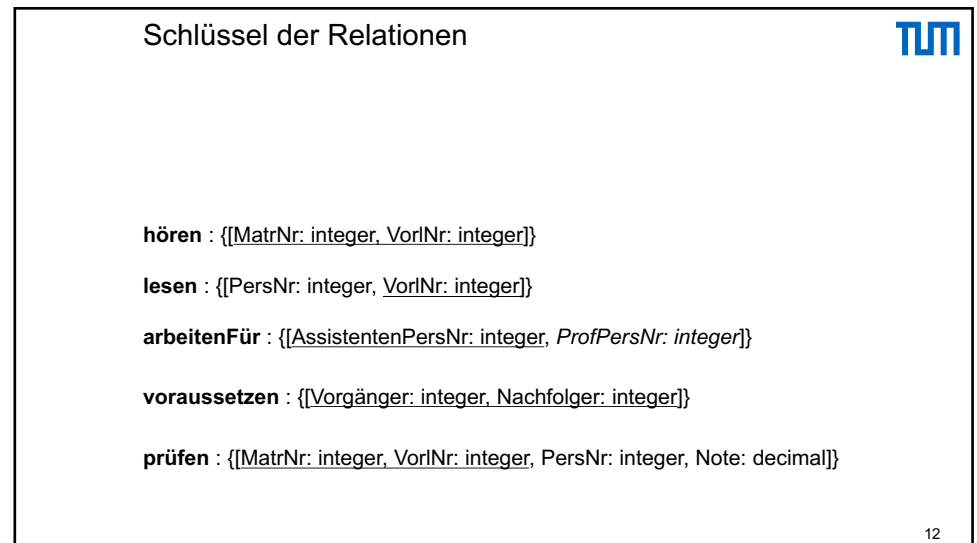 Schlüssel der Relationen
TUM
hören : {[MatrNr: integer, VorlNr: integer]}
lesen : {[PersNr: integer, VorlNr: integer]}
arbeitenFür : {[AssistentenPersNr: integer, ProfPersNr: integer]}
voraussetzen : {[Vorgänger: integer, Nachfolger: integer]}
prüfen : {[MatrNr: integer, VorlNr: integer, PersNr: integer, Note: decimal]}
12